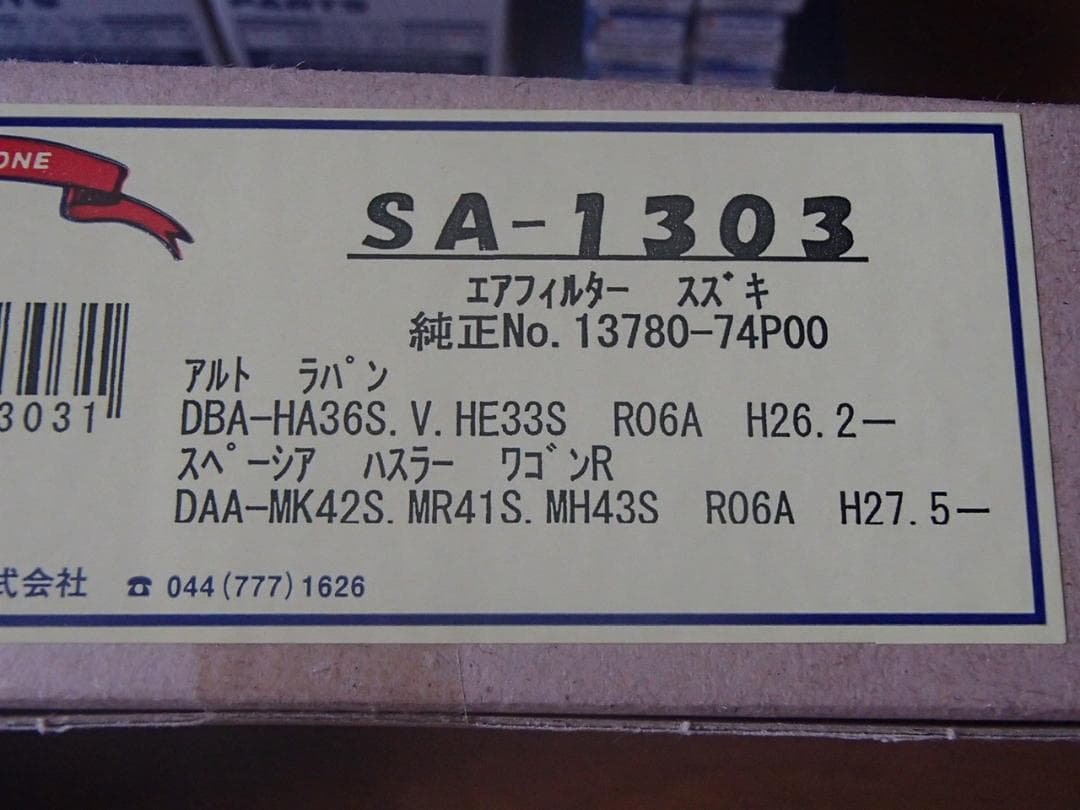 ONE
SA-1303
エアフィルター スズキ
純正No. 13780-74P00
アルト ラパン
DBA-HA36S.V.HE33S R06A H26.2−
スペーシア ハスラー ワゴンR
DAA-MK42S.MR41S.MH43S R06A H27.5−
3031
式会社 ☎ 044(777)1626